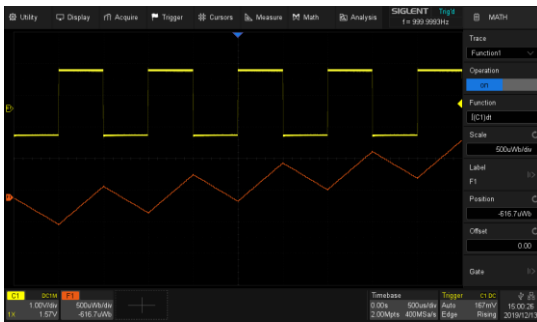 Utility Display Acquire Trigger Cursors Measure Math Analysis SIGLENT Trig'd
f = 999.9993Hz
MATH
Trace
Function1
Operation
on
Function
∫(C1)dt
Scale
500uWb/div
Label
F1
Position
-616.7uWb
Offset
0.00
Gate
C1 DC1M F1 Timebase Trigger C1 DC
1.00V/div 500uWb/div 0.00s 500us/div Auto 167mV 15:00:26
1X 1.57V -616.7uWb 2.00Mpts 400MSa/s Edge Rising 2019/12/13